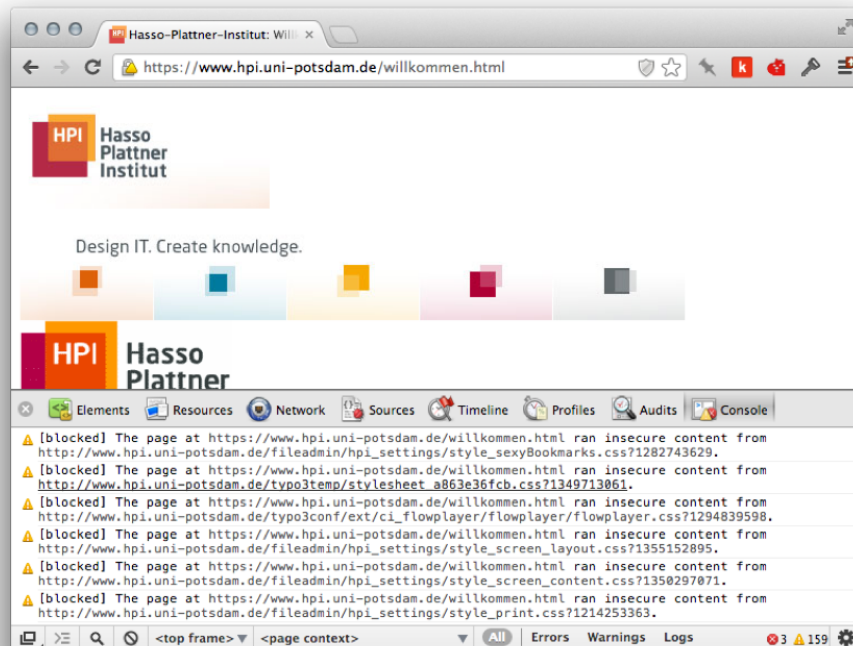 Hasso-Plattner-Institut: Will
https://www.hpi.uni-potsdam.de/willkommen.html
k
HPI Hasso
Plattner
Institut
Design IT. Create knowledge.
HPI Hasso
Plattner
Elements Resources Network Sources Timeline Profiles Audits Console
[blocked] The page at https://www.hpi.uni-potsdam.de/willkommen.html ran insecure content from
http://www.hpi.uni-potsdam.de/fileadmin/hpi_settings/style_sexyBookmarks.css?1282743629.
[blocked] The page at https://www.hpi.uni-potsdam.de/willkommen.html ran insecure content from
http://www.hpi.uni-potsdam.de/typo3temp/stylesheet_a863e36fcb.css?1349713061.
[blocked] The page at https://www.hpi.uni-potsdam.de/willkommen.html ran insecure content from
http://www.hpi.uni-potsdam.de/typo3conf/ext/ci_flowplayer/flowplayer/flowplayer.css?1294839598.
[blocked] The page at https://www.hpi.uni-potsdam.de/willkommen.html ran insecure content from
http://www.hpi.uni-potsdam.de/fileadmin/hpi_settings/style_screen_layout.css?1355152895.
[blocked] The page at https://www.hpi.uni-potsdam.de/willkommen.html ran insecure content from
http://www.hpi.uni-potsdam.de/fileadmin/hpi_settings/style_screen_content.css?1350297071.
[blocked] The page at https://www.hpi.uni-potsdam.de/willkommen.html ran insecure content from
http://www.hpi.uni-potsdam.de/fileadmin/hpi_settings/style_print.css?1214253363.
<top frame> <page context> All Errors Warnings Logs 3 159